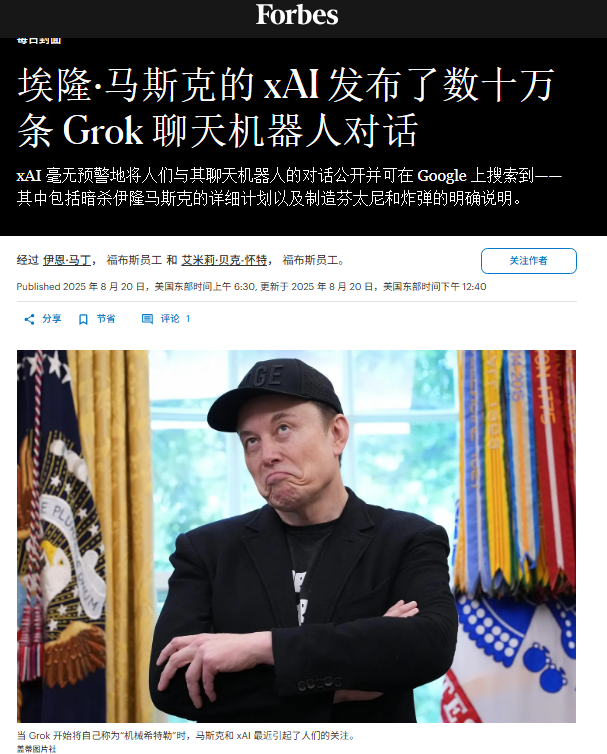 Forbes
每日封面
埃隆·马斯克的 xAI 发布了数十万
条 Grok 聊天机器人对话
xAI 毫无预警地将人们与其聊天机器人的对话公开并可在 Google 上搜索到——
其中包括暗杀伊隆马斯克的详细计划以及制造芬太尼和炸弹的明确说明。
经过 伊恩·马丁， 福布斯员工 和 艾米莉·贝克-怀特， 福布斯员工。
关注作者
Published 2025 年 8 月 20 日，美国东部时间上午 6:30, 更新于 2025 年 8 月 20 日，美国东部时间下午 12:40
分享 节省 评论 1
GE
E PLU
UNUM
当 Grok 开始将自己称为“机械希特勒”时，马斯克和 xAI 最近引起了人们的关注。
盖蒂图片社